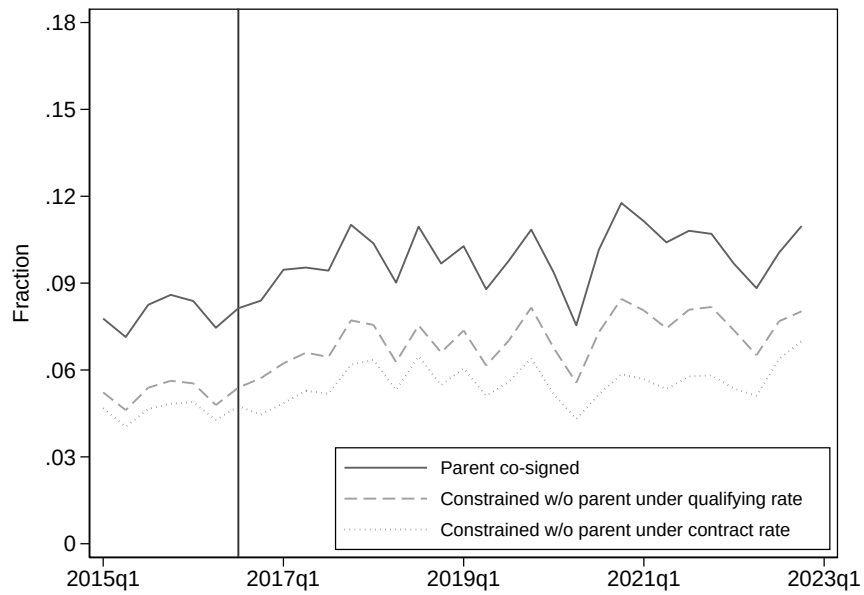 .18
.15
.12
.09
.06
.03
0
Fraction
Parent co-signed
Constrained w/o parent under qualifying rate
Constrained w/o parent under contract rate
2015q1 2017q1 2019q1 2021q1 2023q1